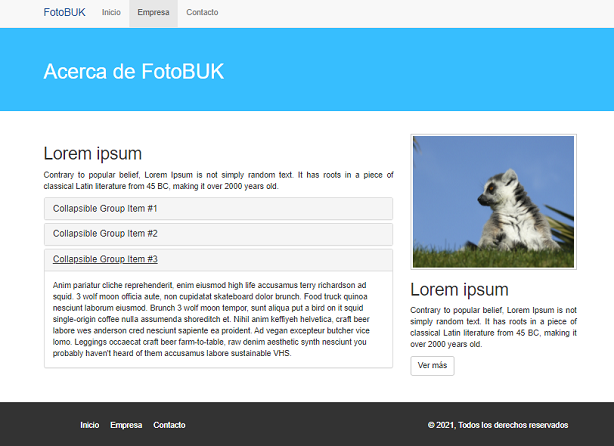 FotoBUK Inicio Empresa Contacto
Acerca de FotoBUK
Lorem ipsum
Contrary to popular belief, Lorem Ipsum is not simply random text. It has roots in a piece of
classical Latin literature from 45 BC, making it over 2000 years old.
Collapsible Group Item #1
Collapsible Group Item #2
Collapsible Group Item #3
Anim pariatur cliche reprehenderit, enim eiusmod high life accusamus terry richardson ad
squid. 3 wolf moon officia aute, non cupidatat skateboard dolor brunch. Food truck quinoa
nesciunt laborum eiusmod. Brunch 3 wolf moon tempor, sunt aliqua put a bird on it squid
single-origin coffee nulla assumenda shoreditch et. Nihil anim keffiyeh helvetica, craft beer
labore wes anderson cred nesciunt sapiente ea proident. Ad vegan excepteur butcher vice
lomo. Leggings occaecat craft beer farm-to-table, raw denim aesthetic synth nesciunt you
probably haven't heard of them accusamus labore sustainable VHS.
Lorem ipsum
Contrary to popular belief, Lorem Ipsum is not
simply random text. It has roots in a piece of
classical Latin literature from 45 BC, making it
over 2000 years old.
Ver más
Inicio Empresa Contacto
© 2021, Todos los derechos reservados